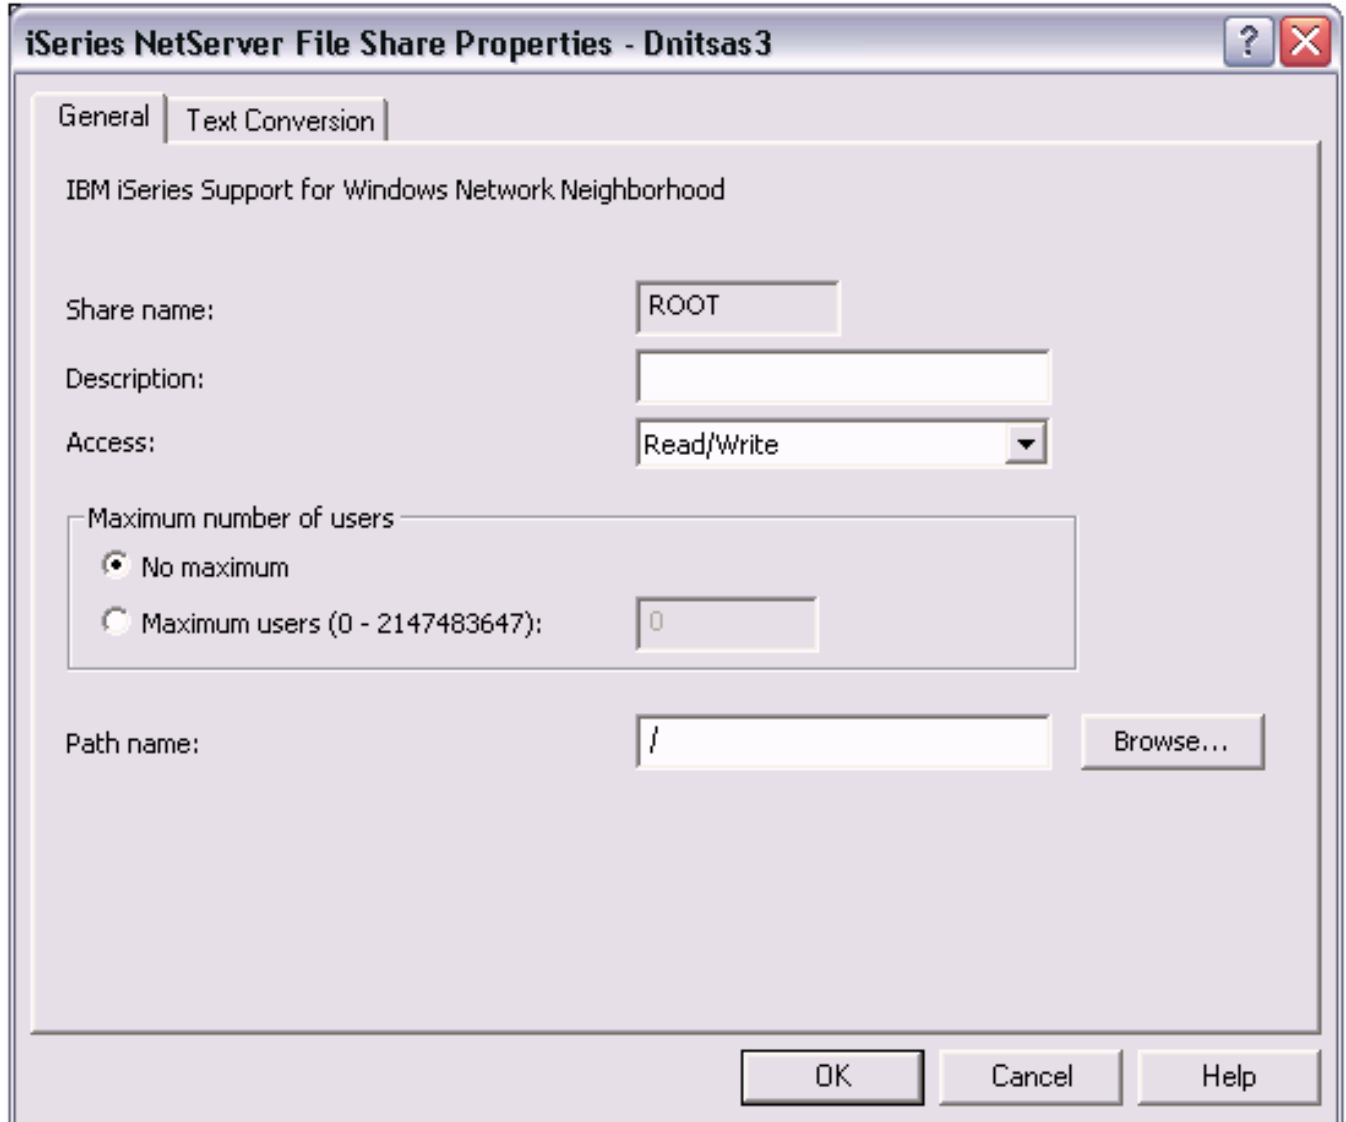 iSeries NetServer File Share Properties - Dnitsas3
?
General
Text Conversion
IBM iSeries Support for Windows Network Neighborhood
Share name:
ROOT
Description:
Access:
Read/Write
Maximum number of users
No maximum
Maximum users (0 - 2147483647):
0
Path name:
/
Browse...
OK
Cancel
Help